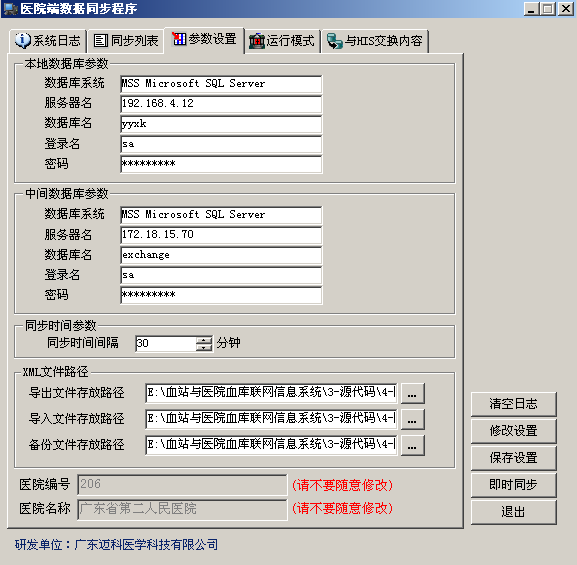 医院端数据同步程序
系统日志 同步列表 参数设置 运行模式 与HIS交换内容
本地数据库参数
数据库系统 MSS Microsoft SQL Server
服务器名 192.168.4.12
数据库名 yyxk
登录名 sa
密码 *********
中间数据库参数
数据库系统 MSS Microsoft SQL Server
服务器名 172.18.15.70
数据库名 exchange
登录名 sa
密码 *********
同步时间参数
同步时间间隔 30 分钟
XML文件路径
导出文件存放路径 E:\血站与医院血库联网信息系统\3-源代码\4- ...
导入文件存放路径 E:\血站与医院血库联网信息系统\3-源代码\4- ...
备份文件存放路径 E:\血站与医院血库联网信息系统\3-源代码\4- ...
医院编号 206 (请不要随意修改)
医院名称 广东省第二人民医院 (请不要随意修改)
清空日志
修改设置
保存设置
即时同步
退出
研发单位：广东迈科医学科技有限公司